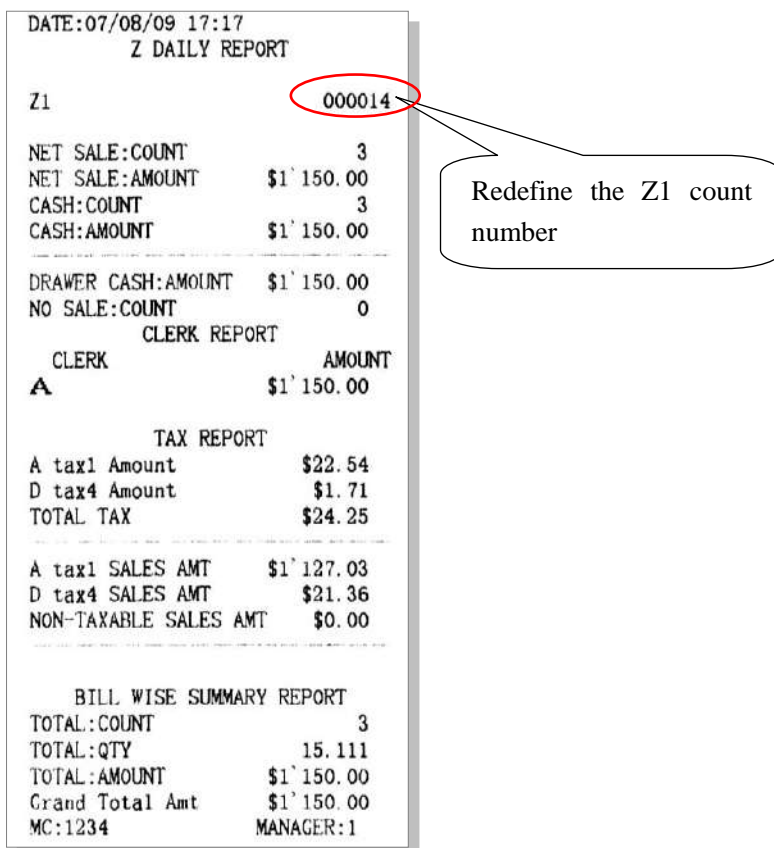 DATE:07/08/09 17:17
Z DAILY REPORT
Z1 000014
NET SALE:COUNT 3
NET SALE:AMOUNT $1`150.00
CASH:COUNT 3
CASH:AMOUNT $1`150.00
DRAWER CASH:AMOUNT $1`150.00
NO SALE:COUNT 0
CLERK REPORT
CLERK AMOUNT
A $1`150.00
TAX REPORT
A tax1 Amount $22.54
D tax4 Amount $1.71
TOTAL TAX $24.25
A tax1 SALES AMT $1`127.03
D tax4 SALES AMT $21.36
NON-TAXABLE SALES AMT $0.00
BILL WISE SUMMARY REPORT
TOTAL:COUNT 3
TOTAL:QTY 15.111
TOTAL:AMOUNT $1`150.00
Grand Total Amt $1`150.00
MC:1234 MANAGER:1
Redefine the Z1 count
number